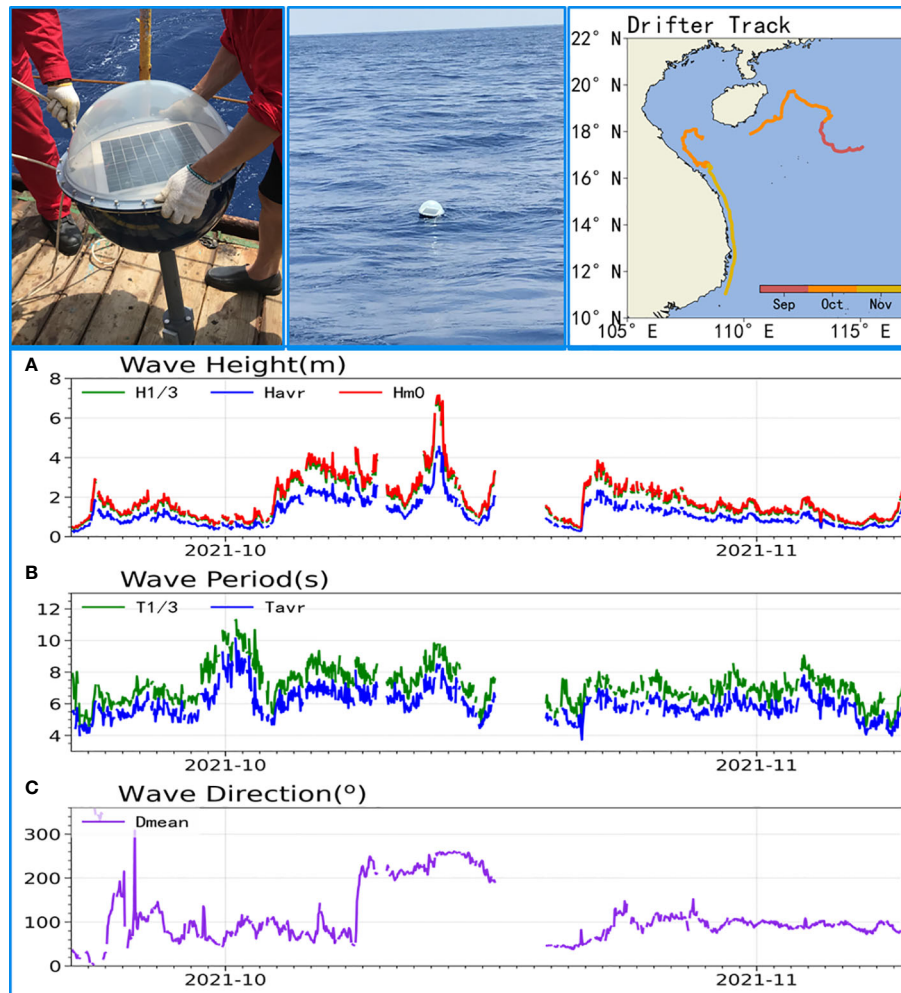 Drifter Track
22° N
20° N
18° N
16° N
14° N
12° N
10° N
105° E
110° E
115° E
Sep Oct Nov
A
Wave Height(m)
H1/3 Havr Hm0
8
6
4
2
0
2021-10 2021-11
B
Wave Period(s)
T1/3 Tavr
12
10
8
6
4
2021-10 2021-11
C
Wave Direction(°)
Dmean
300
200
100
0
2021-10 2021-11